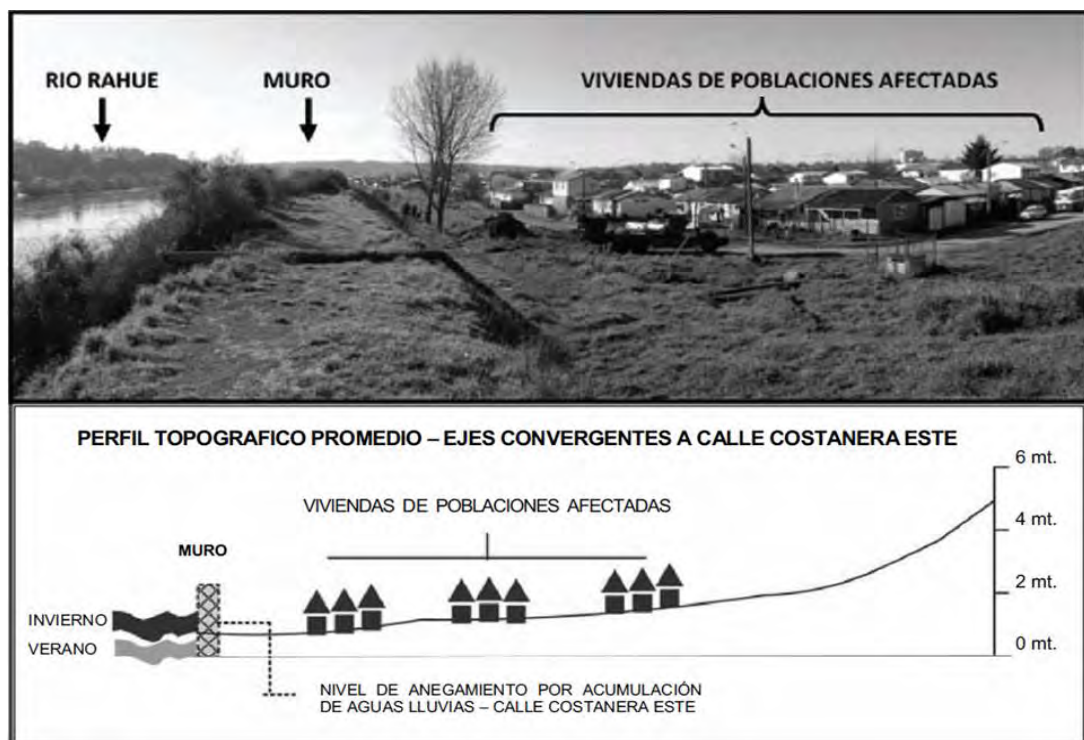 RIO RAHUE
MURO
VIVIENDAS DE POBLACIONES AFECTADAS
PERFIL TOPOGRAFICO PROMEDIO – EJES CONVERGENTES A CALLE COSTANERA ESTE
6 mt.
VIVIENDAS DE POBLACIONES AFECTADAS
4 mt.
MURO
2 mt.
INVIERNO
VERANO
0 mt.
NIVEL DE ANEGAMIENTO POR ACUMULACIÓN
DE AGUAS LLUVIAS – CALLE COSTANERA ESTE